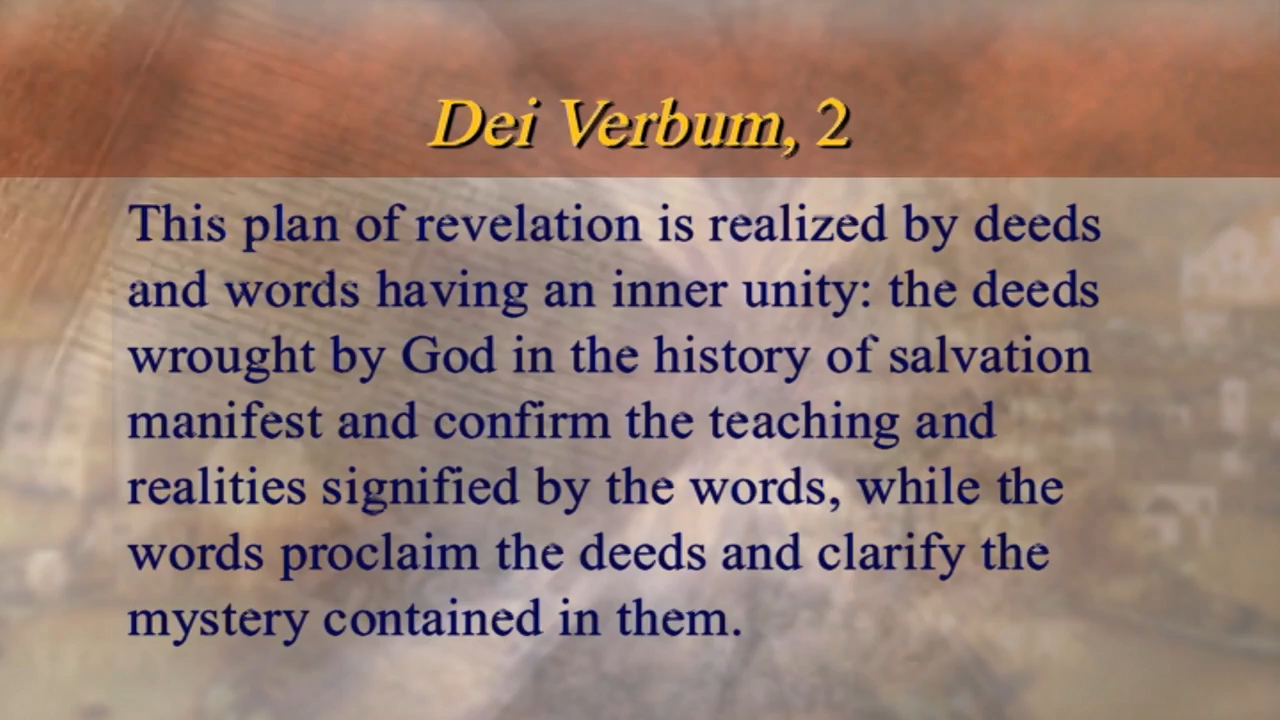 Dei Verbum, 2
This plan of revelation is realized by deeds
and words having an inner unity: the deeds
wrought by God in the history of salvation
manifest and confirm the teaching and
realities signified by the words, while the
words proclaim the deeds and clarify the
mystery contained in them.